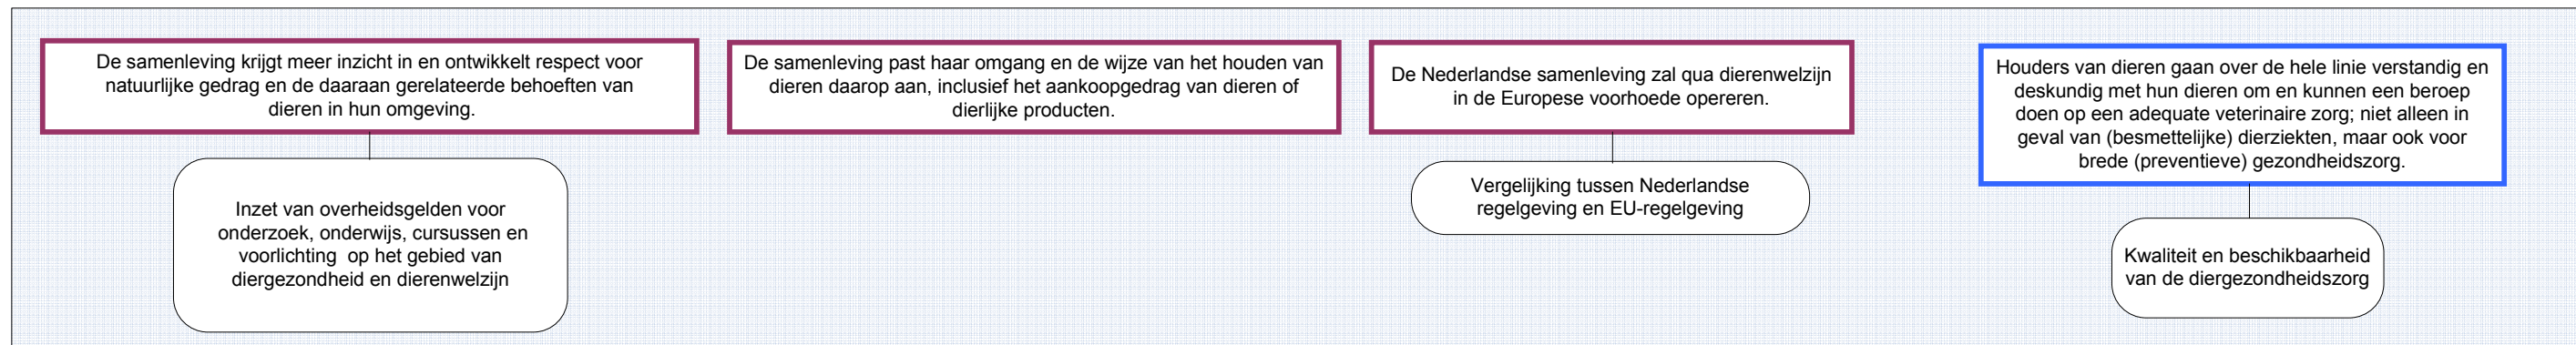 De samenleving krijgt meer inzicht in en ontwikkelt respect voor
natuurlijke gedrag en de daaraan gerelateerde behoeften van
dieren in hun omgeving.
Inzet van overheidsgelden voor
onderzoek, onderwijs, cursussen en
voorlichting op het gebied van
diergezondheid en dierenwelzijn
De samenleving past haar omgang en de wijze van het houden van
dieren daarop aan, inclusief het aankoopgedrag van dieren of
dierlijke producten.
De Nederlandse samenleving zal qua dierenwelzijn
in de Europese voorhoede opereren.
Vergelijking tussen Nederlandse
regelgeving en EU-regelgeving
Houders van dieren gaan over de hele linie verstandig en
deskundig met hun dieren om en kunnen een beroep
doen op een adequate veterinaire zorg; niet alleen in
geval van (besmettelijke) dierziekten, maar ook voor
brede (preventieve) gezondheidszorg.
Kwaliteit en beschikbaarheid
van de diergezondheidszorg